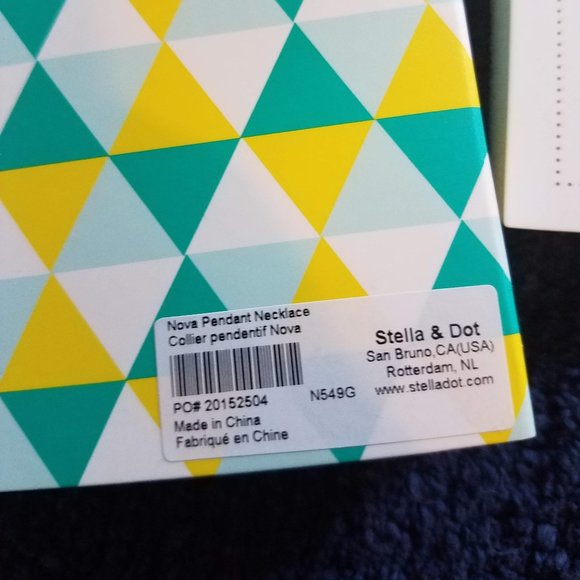 Nova Pendant Necklace
Collier pendentif Nova
PO# 20152504
Made in China
Fabriqué en Chine
N549G
Stella & Dot
San Bruno,CA(USA)
Rotterdam, NL
www.stelladot.com